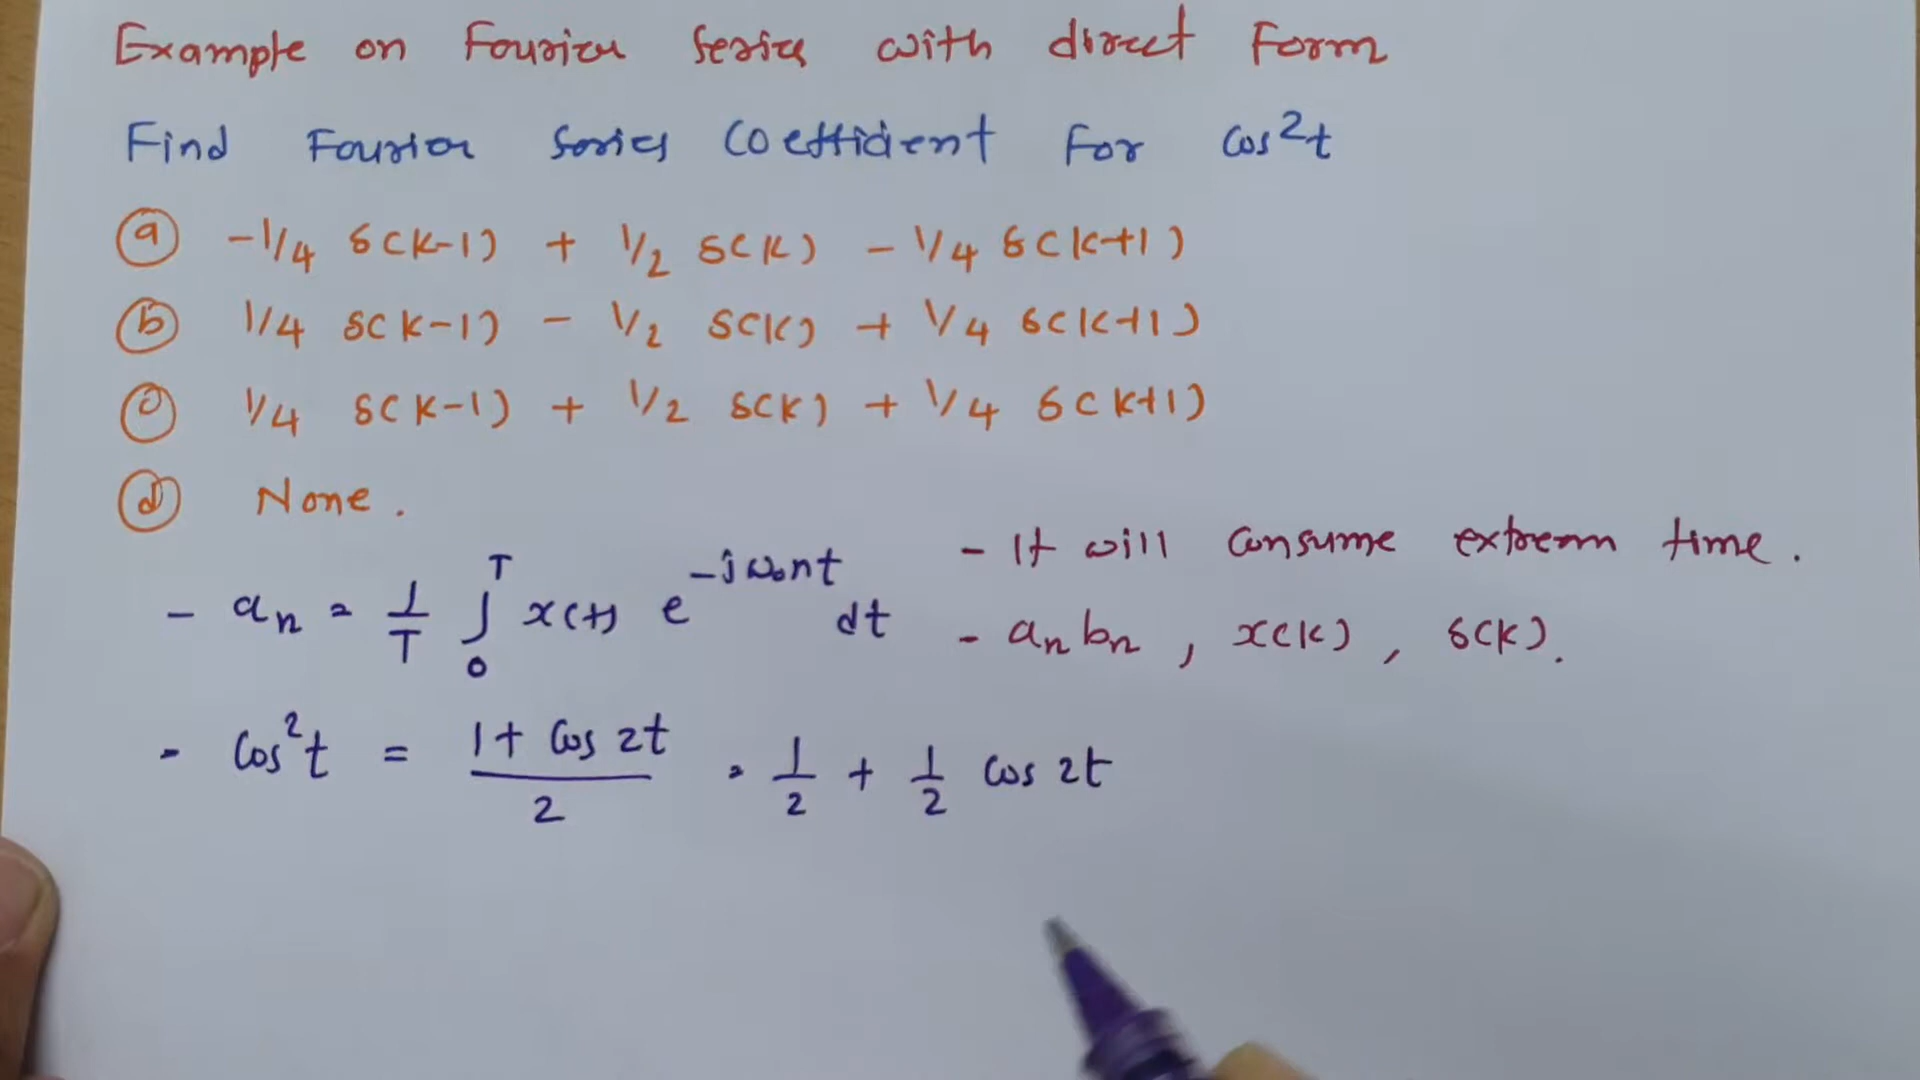 Example on Fourier Series with direct Form
Find Fourier Series Coefficient For Cos²t
(a) -1/4 δ(k-1) + 1/2 δ(k) - 1/4 δ(k+1)
(b) 1/4 δ(k-1) - 1/2 δ(k) + 1/4 δ(k+1)
(c) 1/4 δ(k-1) + 1/2 δ(k) + 1/4 δ(k+1)
(d) None.
- It will consume extrem time.
- aₙ = 1/T ∫₀ᵀ x(t) e^(-jω₀nt) dt
- aₙ bₙ, x(k), δ(k).
- Cos²t = (1 + Cos 2t)/2 = 1/2 + 1/2 cos 2t